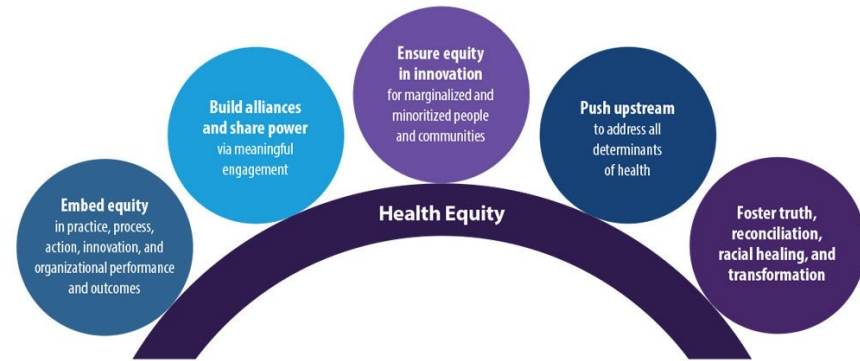 Embed equity
in practice, process,
action, innovation, and
organizational performance
and outcomes
Build alliances
and share power
via meaningful
engagement
Ensure equity
in innovation
for marginalized and
minoritized people
and communities
Push upstream
to address all
determinants
of health
Foster truth,
reconciliation,
racial healing, and
transformation
Health Equity